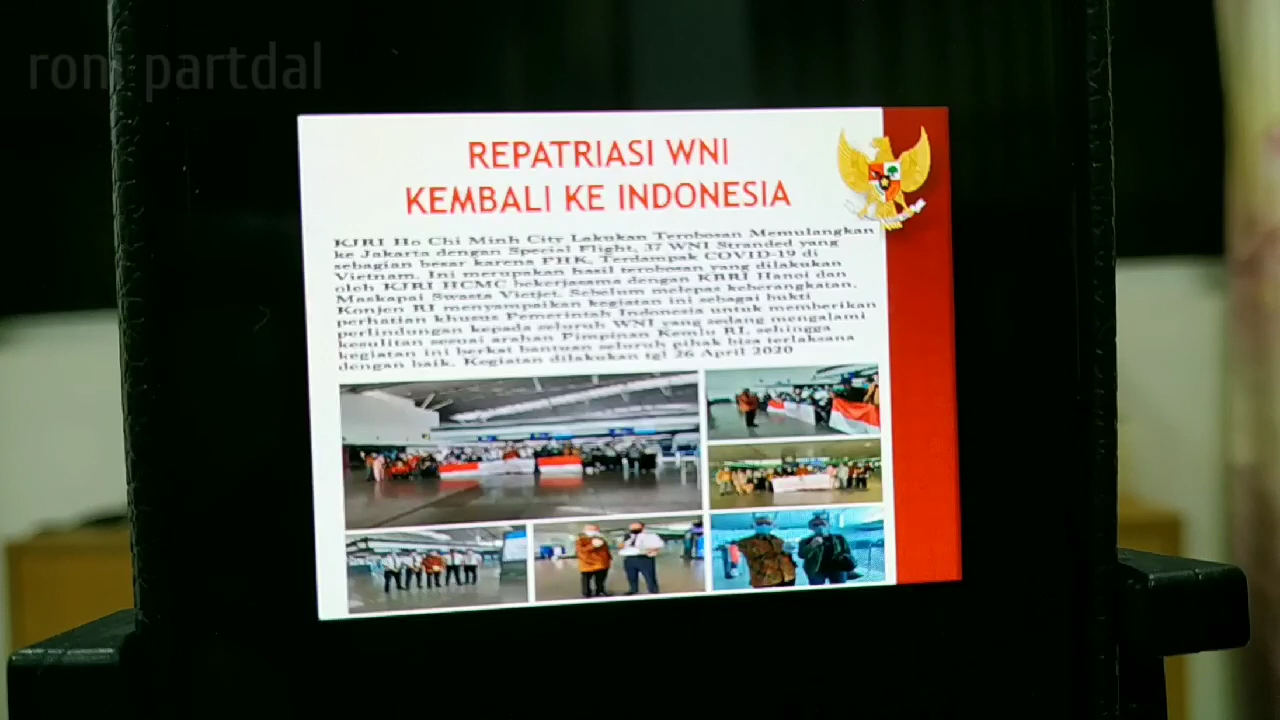 roni partdal
REPATRIASI WNI
KEMBALI KE INDONESIA
KJRI Ho Chi Minh City Lakukan Terobosan Memulangkan
ke Jakarta dengan Special Flight, 37 WNI Stranded yang
sebagian besar karena PHK, Terdampak COVID-19 di
Vietnam. Ini merupakan hasil terobosan yang dilakukan
oleh KJRI HCMC bekerjasama dengan KBRI Hanoi dan
Maskapai Swasta Vietjet. Sebelum melepas keberangkatan,
Konjen RI menyampaikan kegiatan ini sebagai bukti
perhatian khusus Pemerintah Indonesia untuk memberikan
perlindungan kepada seluruh WNI yang sedang mengalami
kesulitan sesuai arahan Pimpinan Kemlu RI, sehingga
kegiatan ini berkat bantuan seluruh pihak bisa terlaksana
dengan baik. Kegiatan dilakukan tgl 26 April 2020